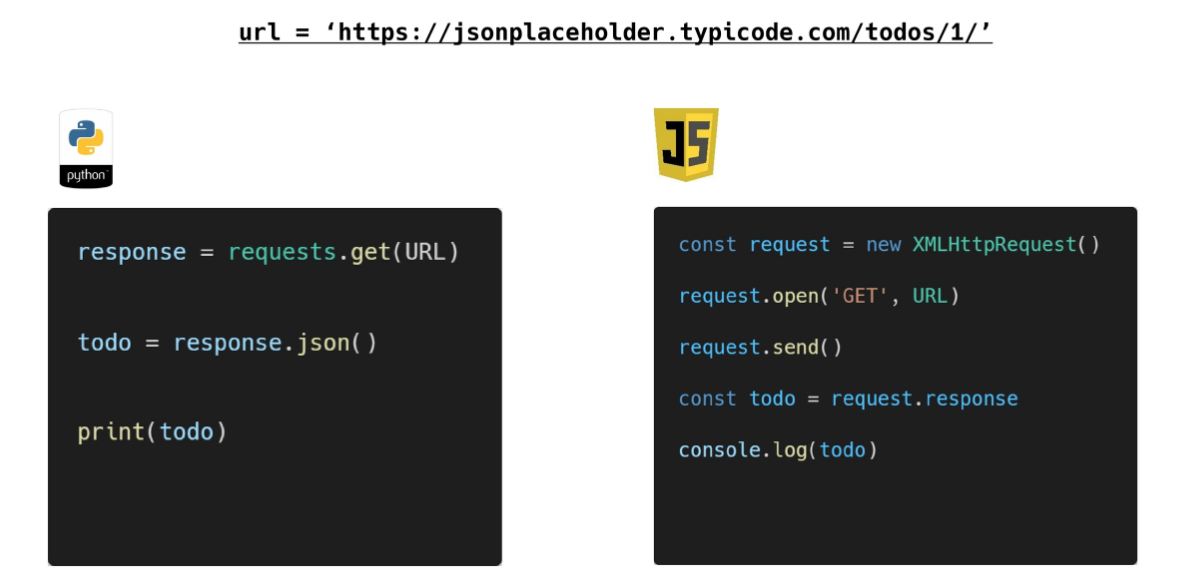 url = ‘https://jsonplaceholder.typicode.com/todos/1/’
python
response = requests.get(URL)
todo = response.json()
print(todo)
JS
const request = new XMLHttpRequest()
request.open('GET', URL)
request.send()
const todo = request.response
console.log(todo)